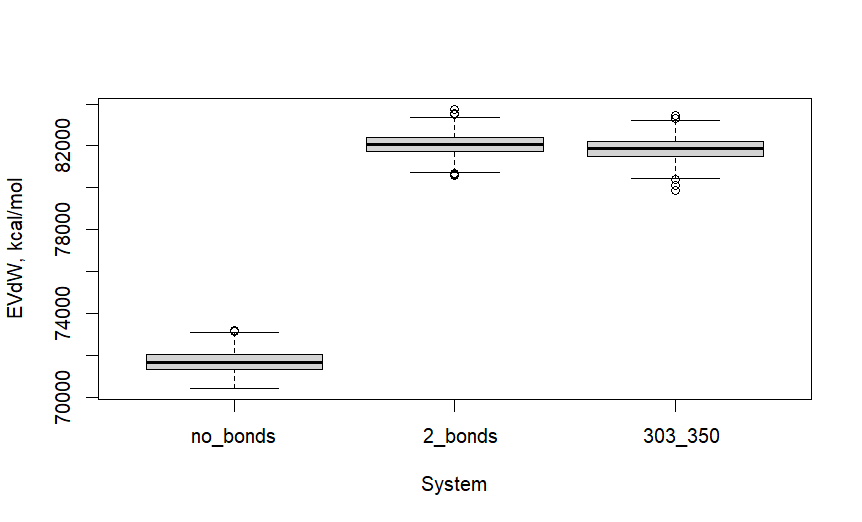 EVdW, kcal/mol
82000
78000
74000
70000
no_bonds 2_bonds 303_350
System